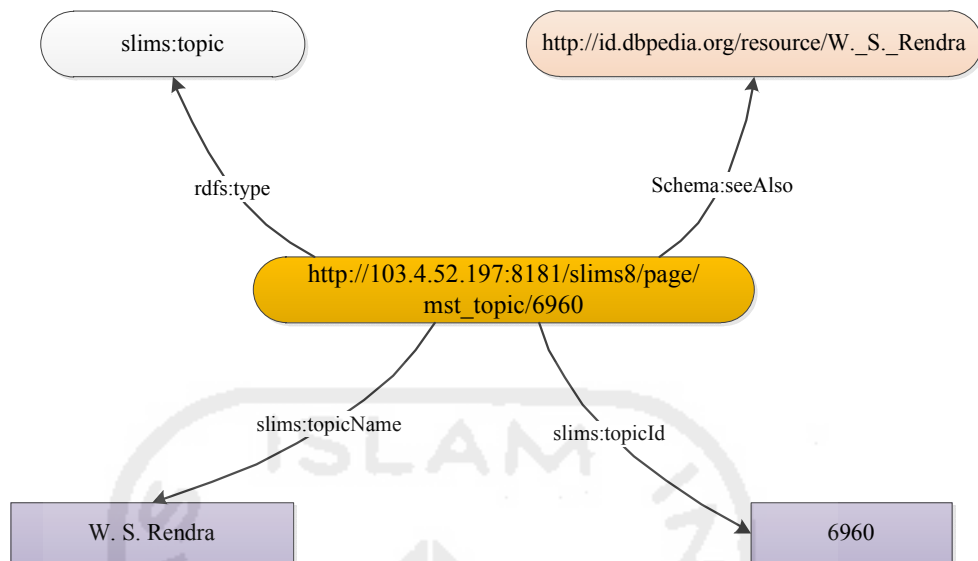 slims:topic
http://id.dbpedia.org/resource/W._S._Rendra
rdfs:type
Schema:seeAlso
http://103.4.52.197:8181/slims8/page/
mst_topic/6960
slims:topicName
slims:topicId
ISLAM
W. S. Rendra
6960